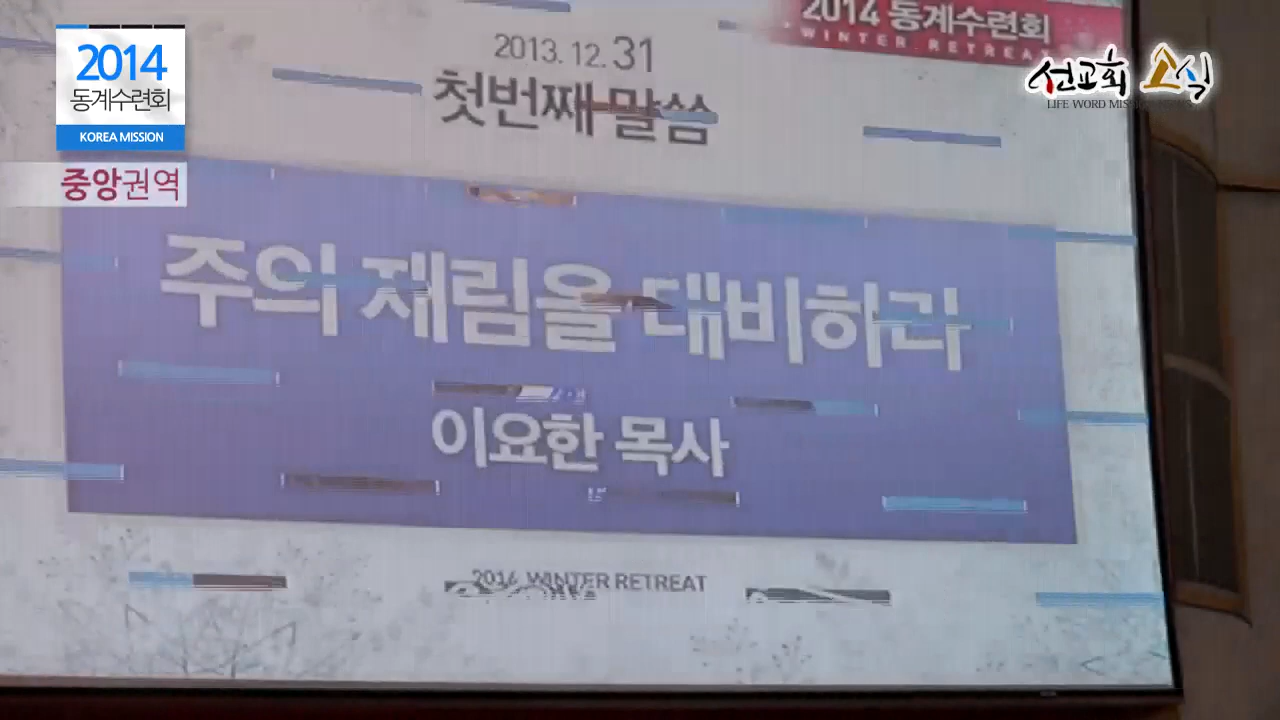 2014
동계수련회
KOREA MISSION
중앙권역
2014 동계수련회
WINTER RETREAT
선교회 소식
LIFE WORD
2013. 12. 31
첫번째 말씀
주의 재림을 대비하라
이요한 목사
2014 WINTER RETREAT